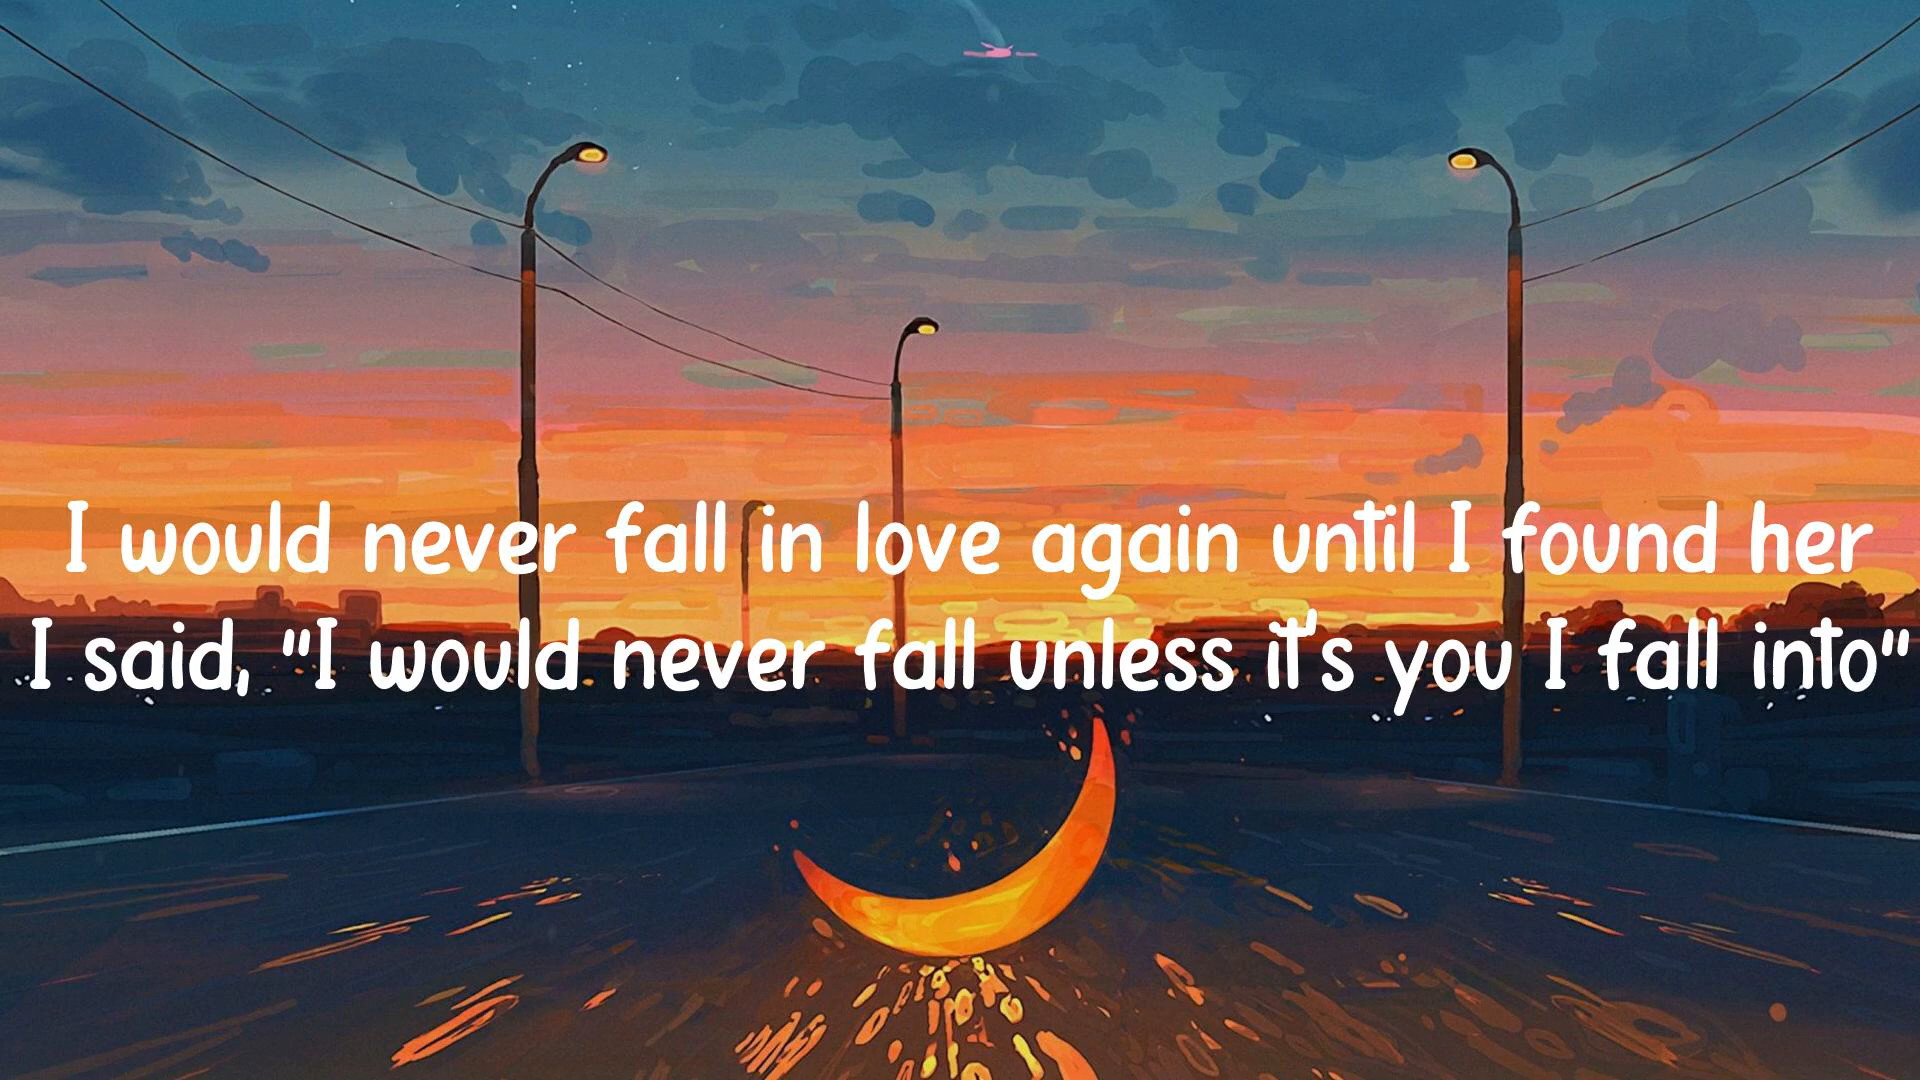 I would never fall in love again until I found her
I said, "I would never fall unless it's you I fall into"